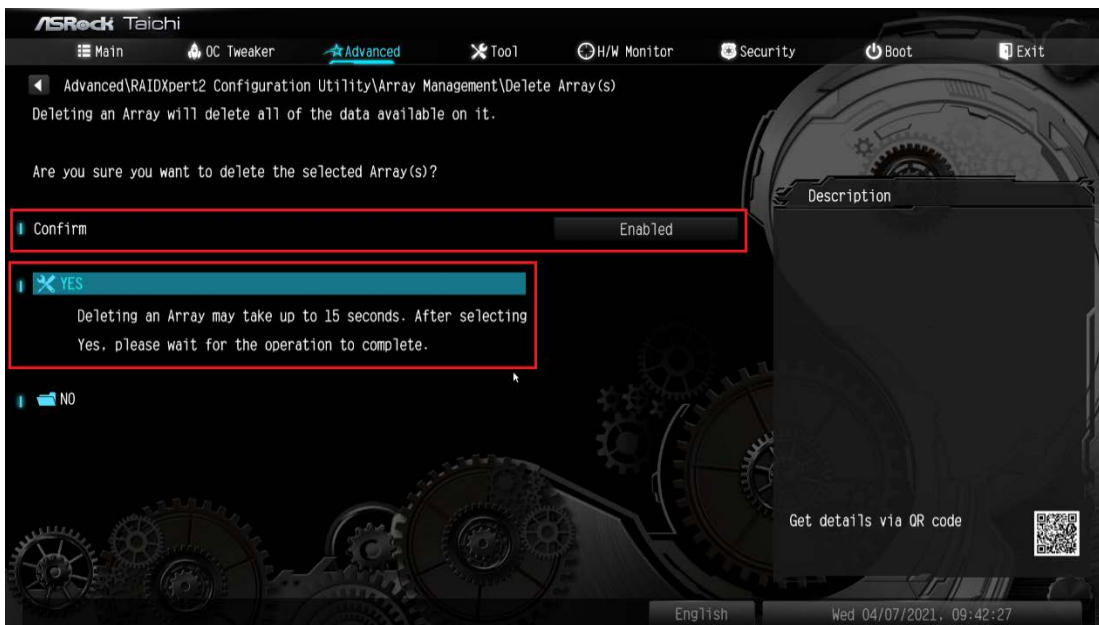 ASRock Taichi
Main OC Tweaker Advanced Tool H/W Monitor Security Boot Exit
Advanced\RAIDXpert2 Configuration Utility\Array Management\Delete Array(s)
Deleting an Array will delete all of the data available on it.
Are you sure you want to delete the selected Array(s)?
Description
Confirm Enabled
YES
Deleting an Array may take up to 15 seconds. After selecting
Yes, please wait for the operation to complete.
NO
Get details via QR code
English Wed 04/07/2021, 09:42:27